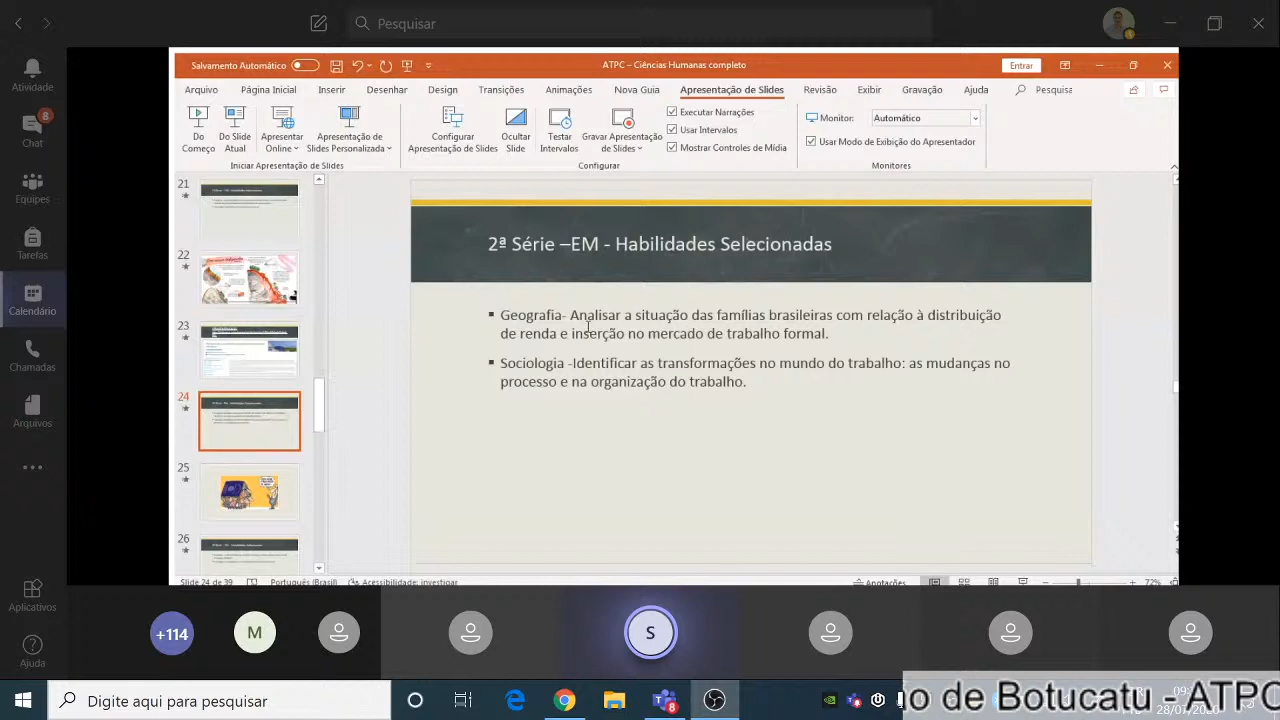 Pesquisar
Salvamento Automático
ATPC – Ciências Humanas completo
Entrar
Arquivo Página Inicial Inserir Desenhar Design Transições Animações Nova Guia Apresentação de Slides Revisão Exibir Gravação Ajuda Pesquisa
Do Começo
Do Slide Atual
Apresentar Online
Apresentação de Slides Personalizada
Configurar Apresentação de Slides
Ocultar Slide
Testar Intervalos
Gravar Apresentação de Slides
Executar Narrações
Usar Intervalos
Mostrar Controles de Mídia
Monitor: Automático
Usar Modo de Exibição do Apresentador
Iniciar Apresentação de Slides
Configurar
Monitores
Atividade
8
Chat
Equipes
Tarefas
Calendário
Chamadas
Arquivos
Aplicativos
Ajuda
21
22
23
24
25
26
2ª Série –EM - Habilidades Selecionadas
Geografia- Analisar a situação das famílias brasileiras com relação à distribuição
de renda e inserção no mercado de trabalho formal.
Sociologia -Identificar as transformações no mundo do trabalho: as mudanças no
processo e na organização do trabalho.
Slide 24 de 39
Português (Brasil)
Acessibilidade: investigar
Anotações
72%
+114
M
S
Digite aqui para pesquisar
8
09:
28/07/2020
o de Botucatu - ATPC